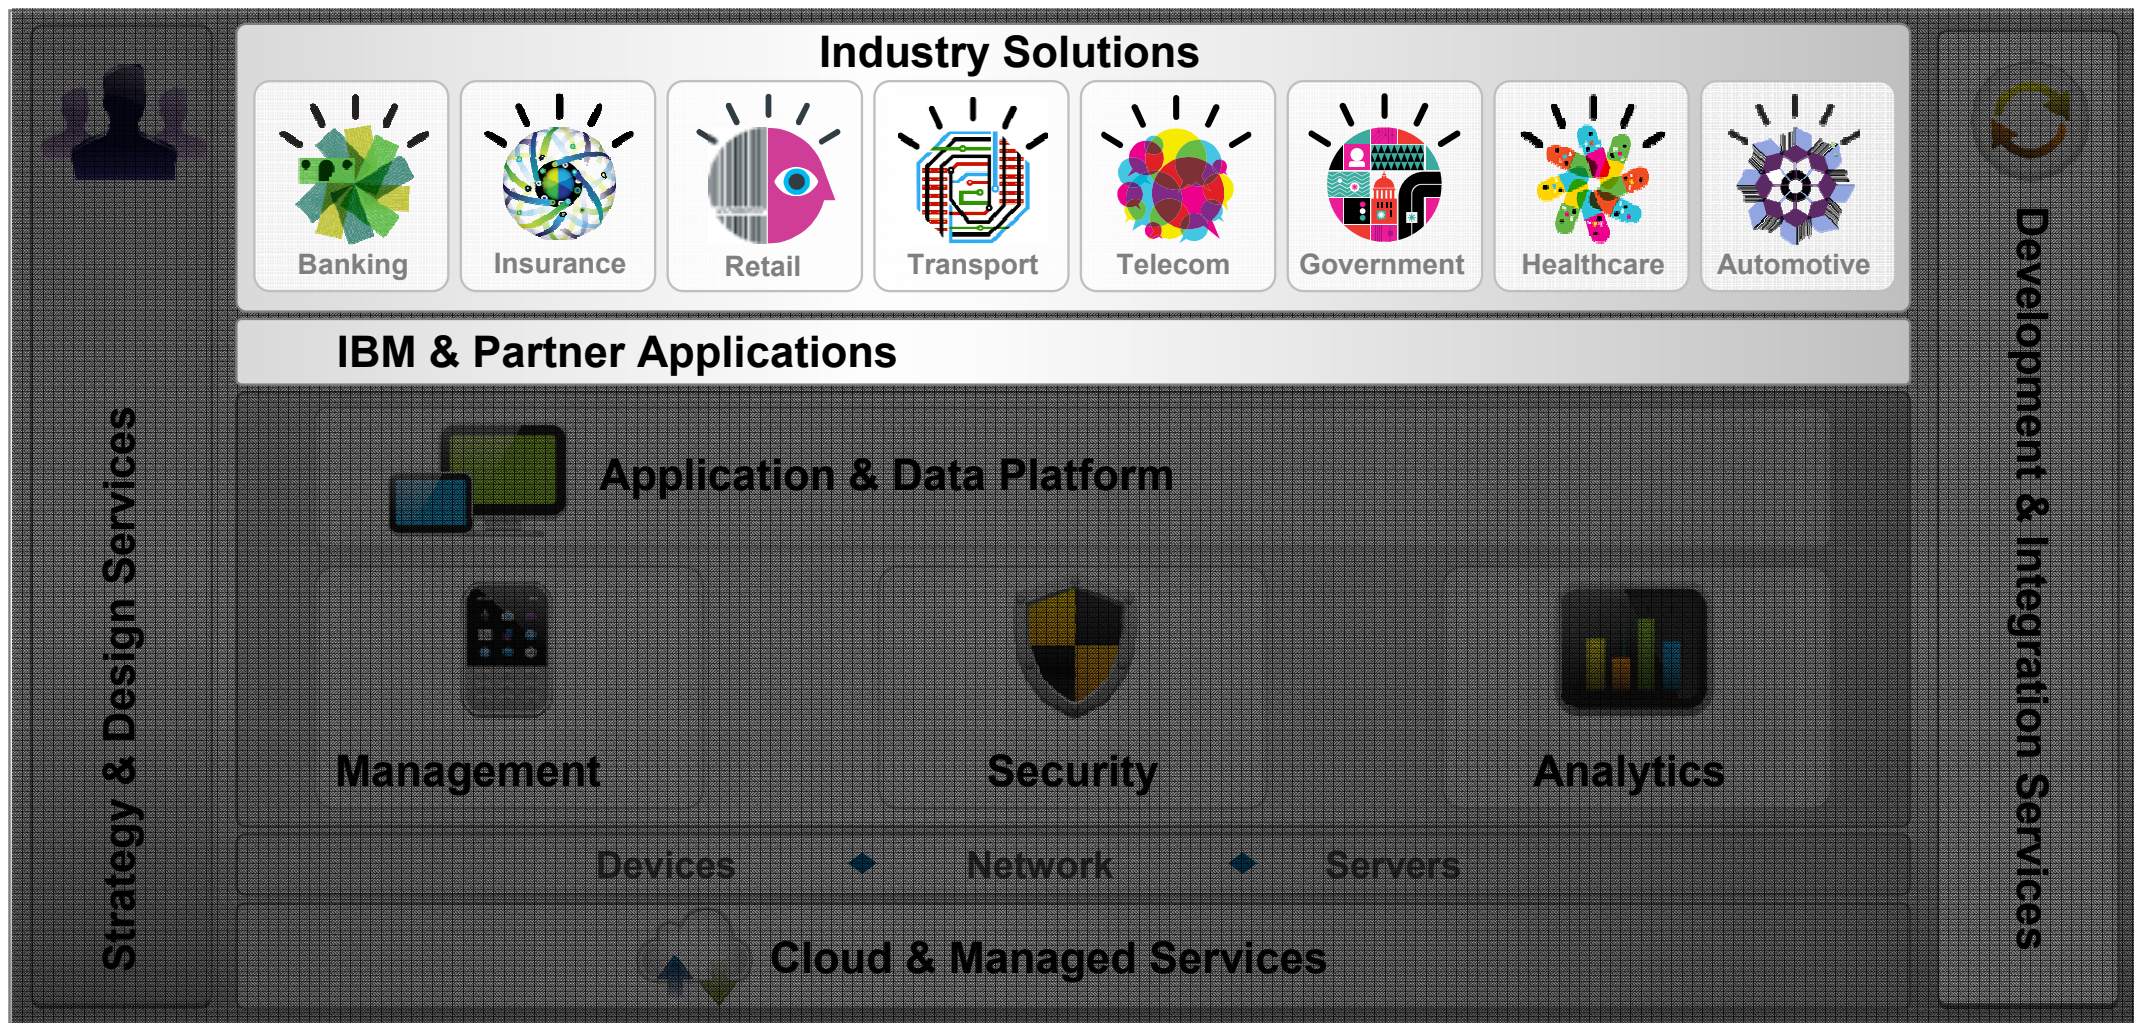 Industry Solutions
Banking
Insurance
Retail
Transport
Telecom
Government
Healthcare
Automotive
IBM & Partner Applications
Strategy & Design Services
Application & Data Platform
Management
Security
Analytics
Devices
Network
Servers
Cloud & Managed Services
Development & Integration Services